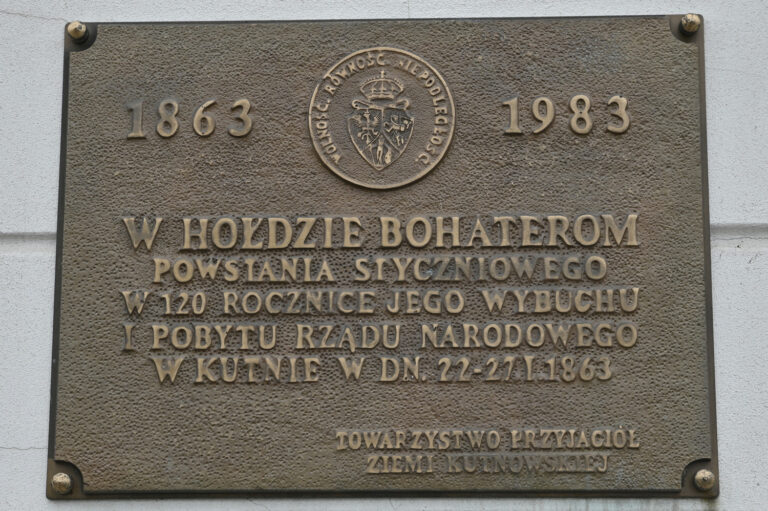 1863
WOLNOŚĆ. RÓWNOŚĆ. NIEPODLEGŁOŚĆ.
1983
W HOŁDZIE BOHATEROM
POWSTANIA STYCZNIOWEGO
W 120 ROCZNICE JEGO WYBUCHU
I POBYTU RZĄDU NARODOWEGO
W KUTNIE W DN. 22-27 I.1863
TOWARZYSTWO PRZYJACIÓŁ
ZIEMI KUTNOWSKIEJ